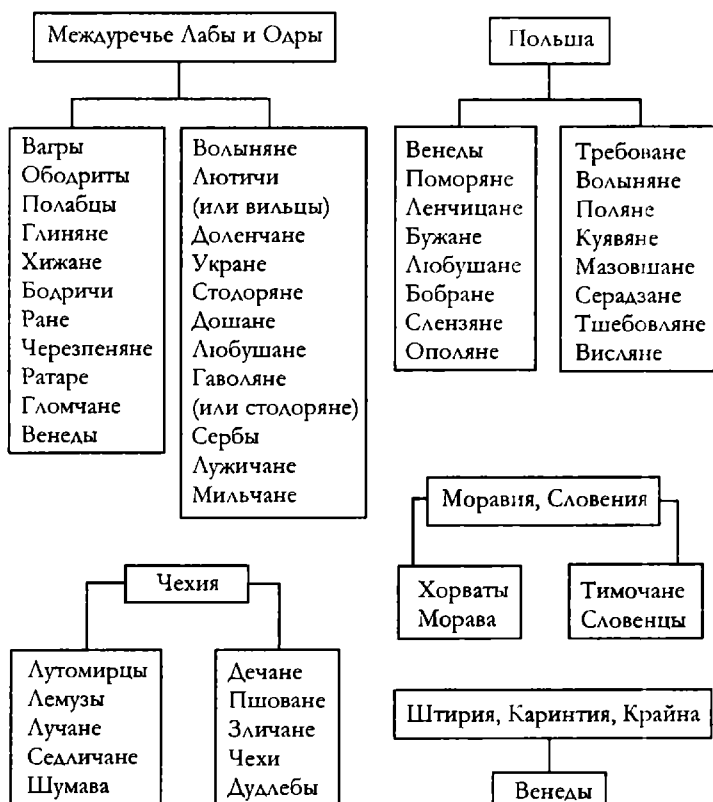 Междуречье Лабы и Одры
Вагры
Ободриты
Полабцы
Глиняне
Хижане
Бодричи
Ране
Черезпеняне
Ратаре
Гломчане
Венеды
Волыняне
Лютичи
(или вильцы)
Доленчане
Укране
Стодоряне
Дошане
Любушане
Гаволяне
(или стодоряне)
Сербы
Лужичане
Мильчане
Польша
Венеды
Поморяне
Ленчицане
Бужане
Любушане
Бобране
Слензяне
Ополяне
Требоване
Волыняне
Поляне
Куявяне
Мазовшане
Серадзане
Тшебовляне
Висляне
Моравия, Словения
Хорваты
Морава
Тимочане
Словенцы
Чехия
Лутомирцы
Лемузы
Лучане
Седличане
Шумава
Дечане
Пшоване
Зличане
Чехи
Дудлебы
Штирия, Каринтия, Крайна
Венеды